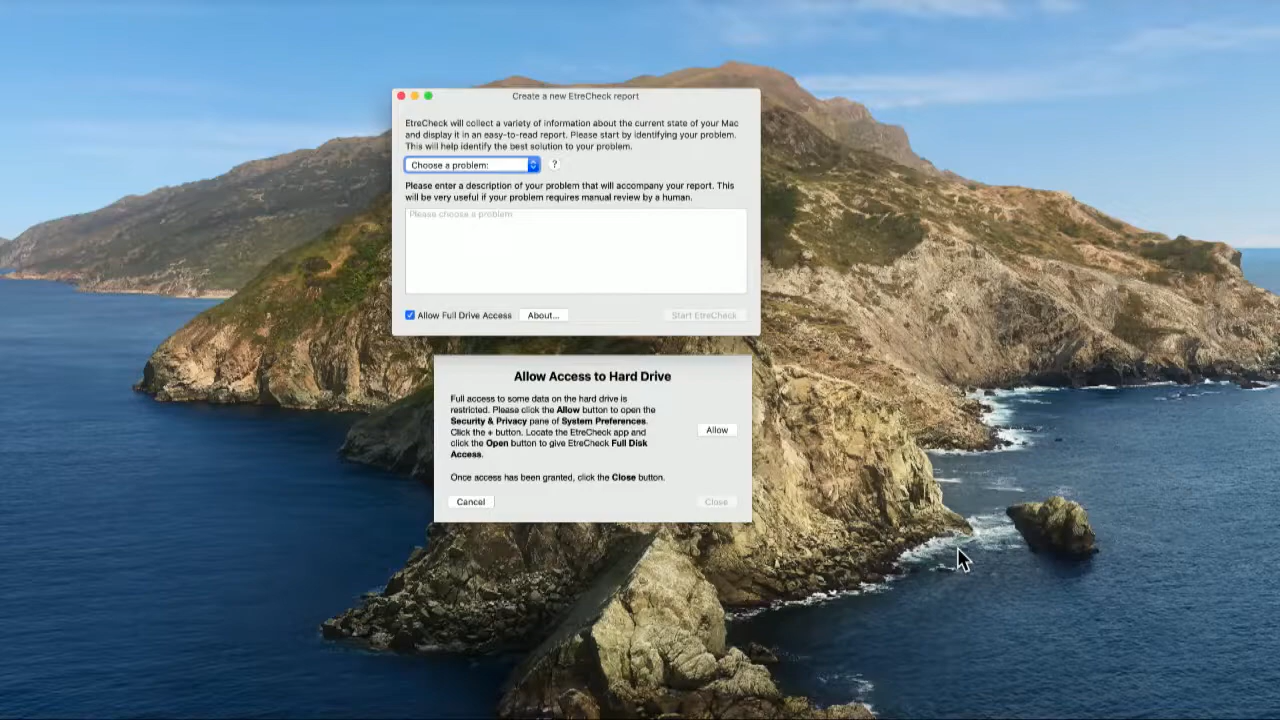 Create a new EtreCheck report
EtreCheck will collect a variety of information about the current state of your Mac
and display it in an easy-to-read report. Please start by identifying your problem.
This will help identify the best solution to your problem.
Choose a problem:
?
Please enter a description of your problem that will accompany your report. This
will be very useful if your problem requires manual review by a human.
Please choose a problem
Allow Full Drive Access
About...
Start EtreCheck
Allow Access to Hard Drive
Full access to some data on the hard drive is
restricted. Please click the Allow button to open the
Security & Privacy pane of System Preferences.
Click the + button. Locate the EtreCheck app and
click the Open button to give EtreCheck Full Disk
Access.
Allow
Once access has been granted, click the Close button.
Cancel
Close